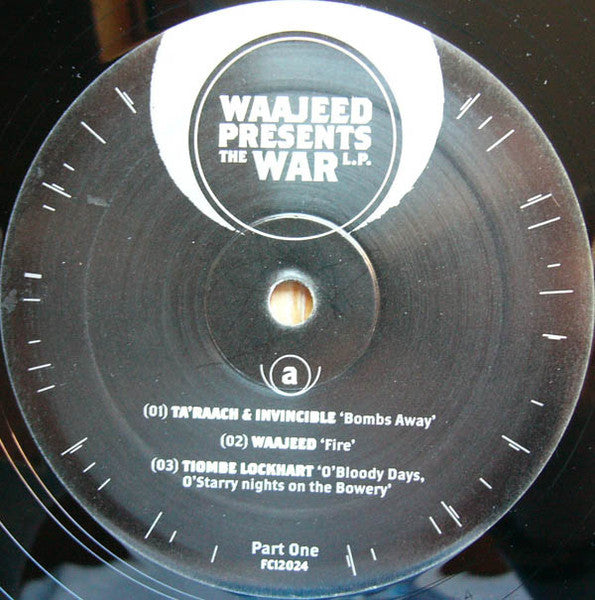 WAAJEED
PRESENTS
THE WAR L.P.
a
(01) TA'RAACH & INVINCIBLE 'Bombs Away'
(02) WAAJEED 'Fire'
(03) TIOMBE LOCKHART 'O'Bloody Days,
O'Starry nights on the Bowery'
Part One
FC12024